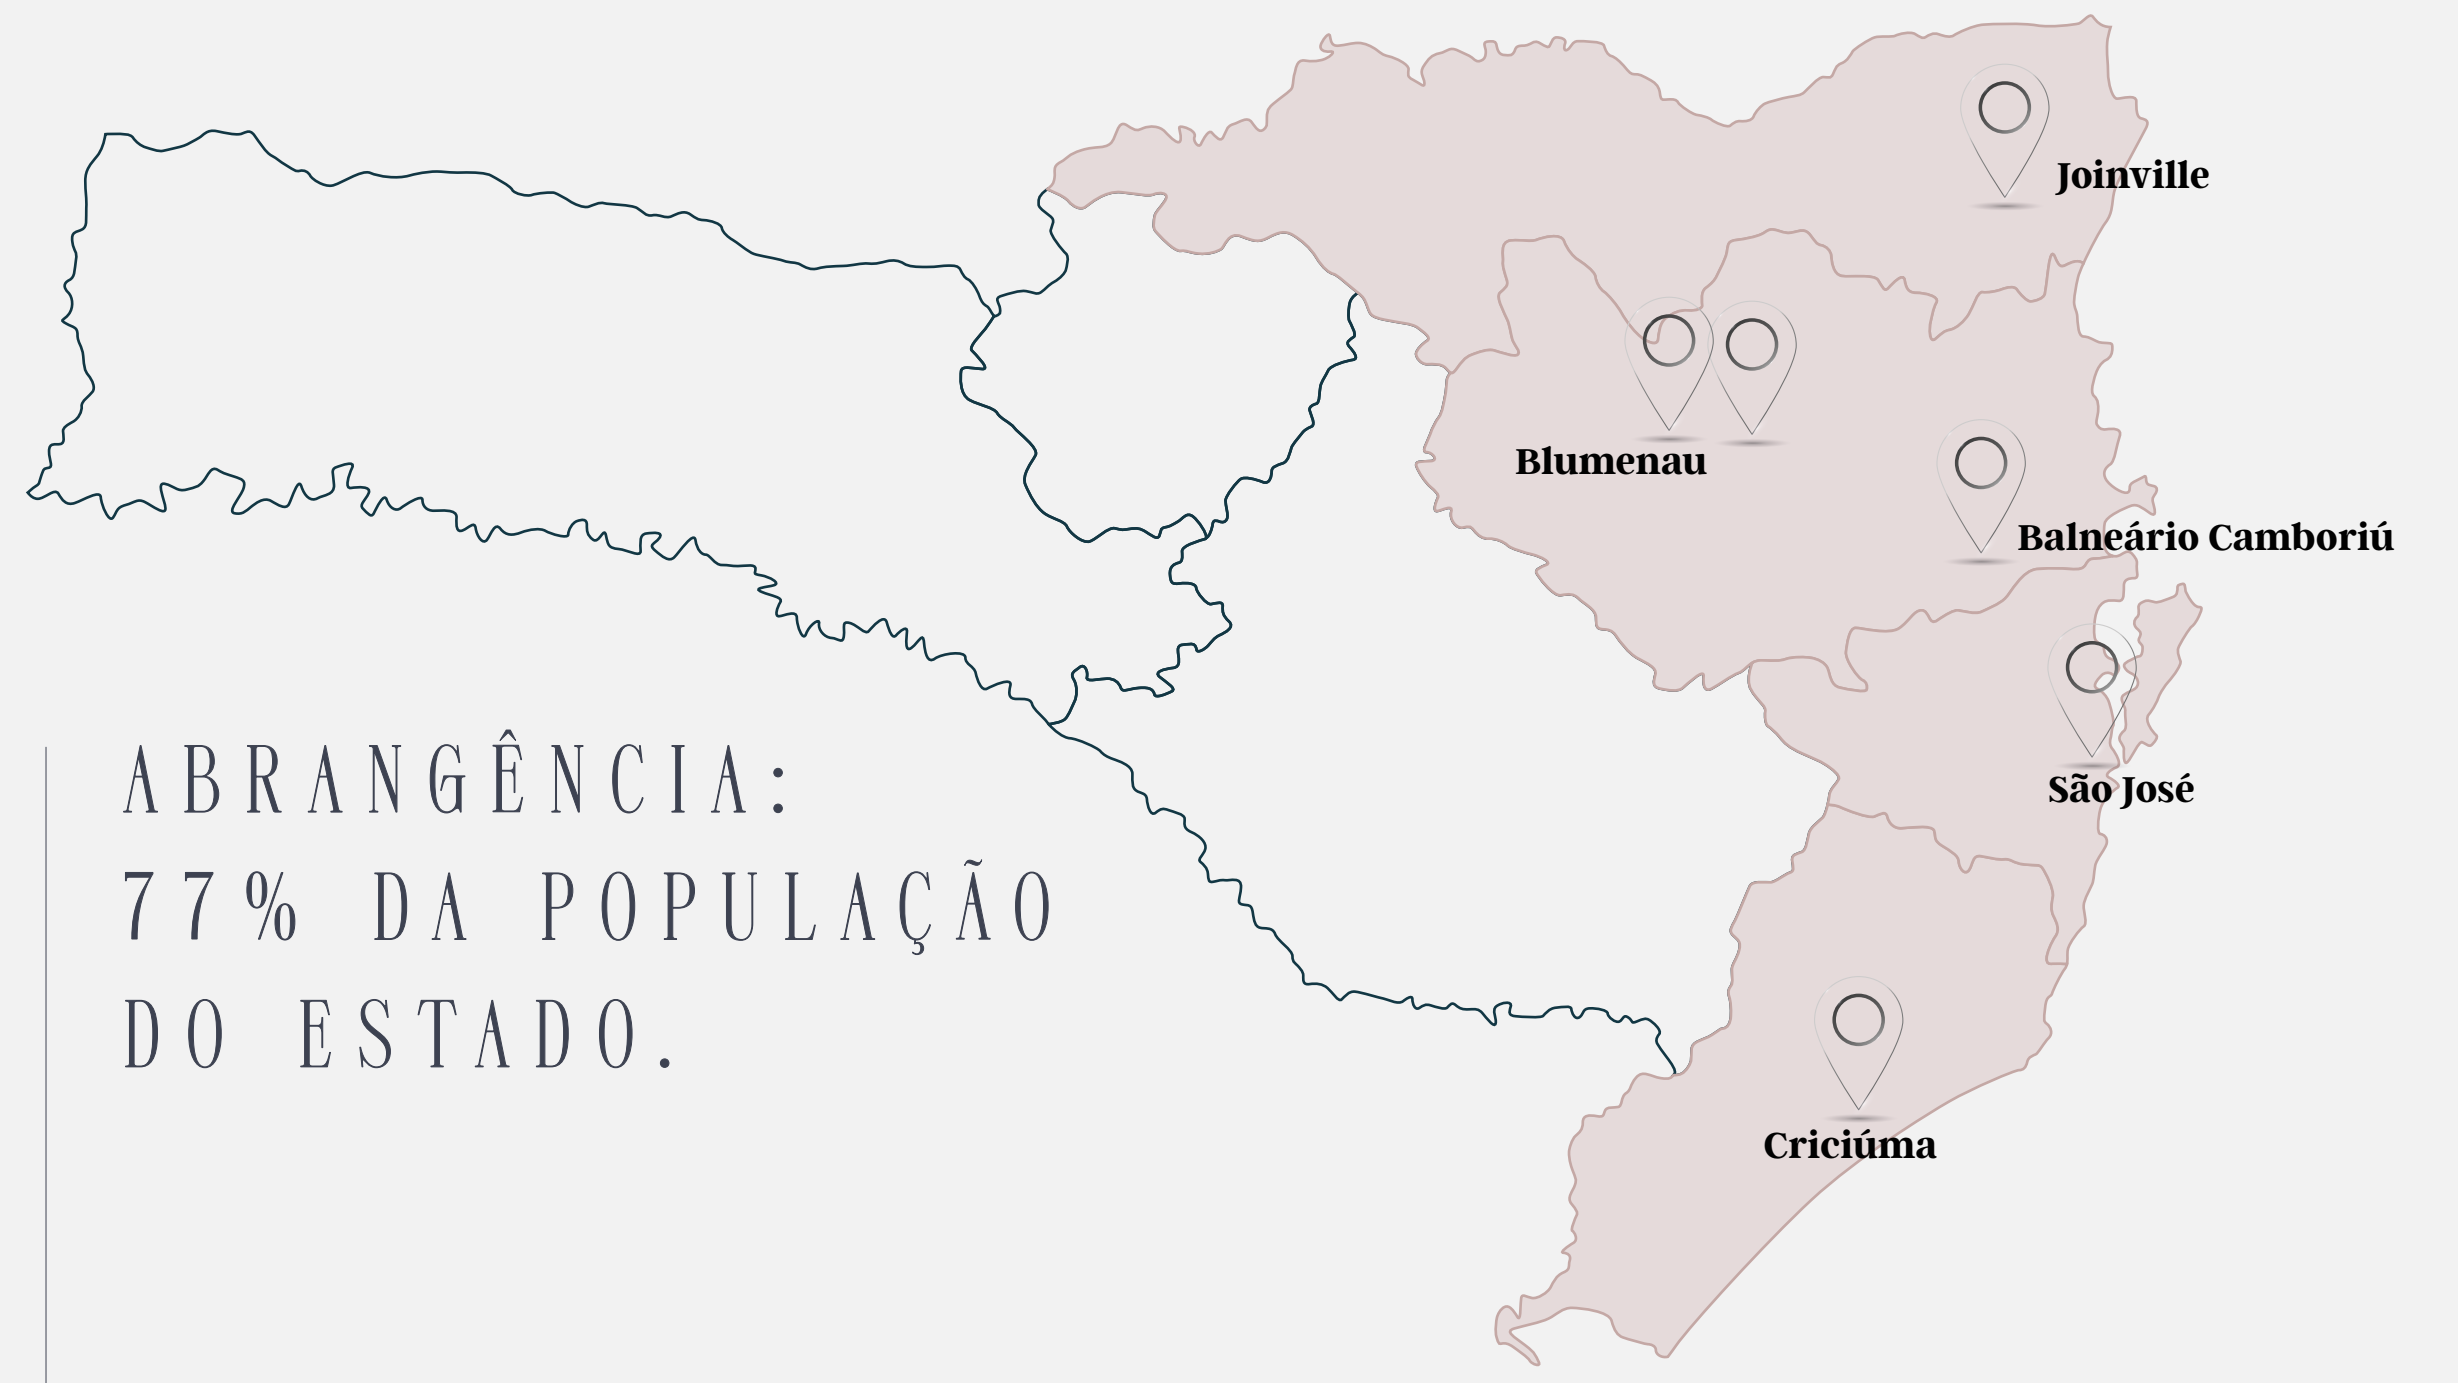 Joinville
Blumenau
Balneário Camboriú
São José
ABRANGÊNCIA:
77% DA POPULAÇÃO
DO ESTADO.
Criciúma